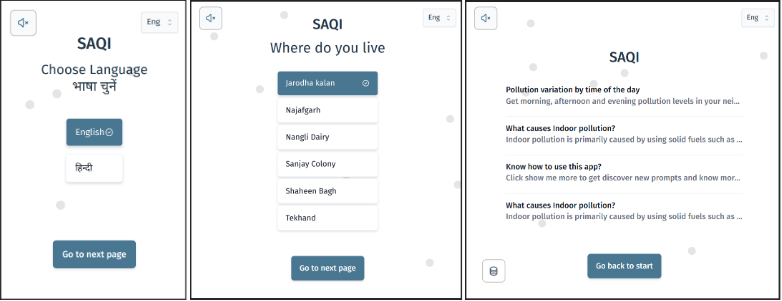 Eng
SAQI
Choose Language
भाषा चुनें
English
हिन्दी
Go to next page
Eng
SAQI
Where do you live
Jarodha kalan
Najafgarh
Nangli Dairy
Sanjay Colony
Shaheen Bagh
Tekhand
Go to next page
Eng
SAQI
Pollution variation by time of the day
Get morning, afternoon and evening pollution levels in your nei...
What causes Indoor pollution?
Indoor pollution is primarily caused by using solid fuels such as ...
Know how to use this app?
Click show me more to get discover new prompts and know mor...
What causes Indoor pollution?
Indoor pollution is primarily caused by using solid fuels such as ...
Go back to start